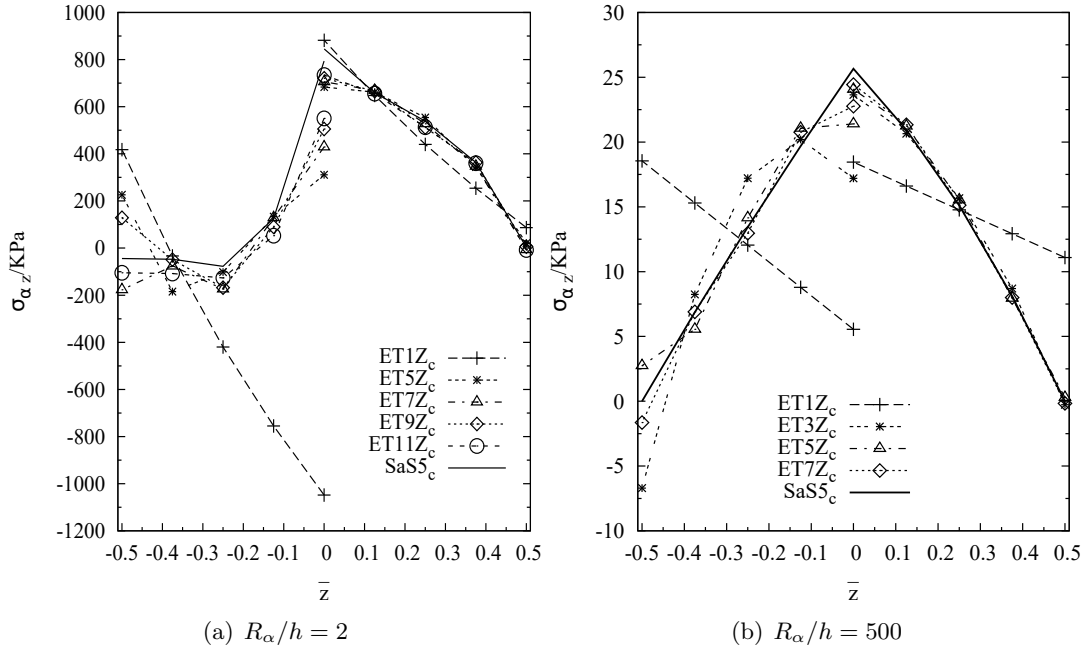 1000
800
600
400
200
0
-200
-400
-600
-800
-1000
-1200
σα z/KPa
-0.5 -0.4 -0.3 -0.2 -0.1 0 0.1 0.2 0.3 0.4 0.5
z̅
ET1Zc
ET5Zc
ET7Zc
ET9Zc
ET11Zc
SaS5c
(a) Rα/h = 2
30
25
20
15
10
5
0
-5
-10
σα z/KPa
-0.5 -0.4 -0.3 -0.2 -0.1 0 0.1 0.2 0.3 0.4 0.5
z̅
ET1Zc
ET3Zc
ET5Zc
ET7Zc
SaS5c
(b) Rα/h = 500